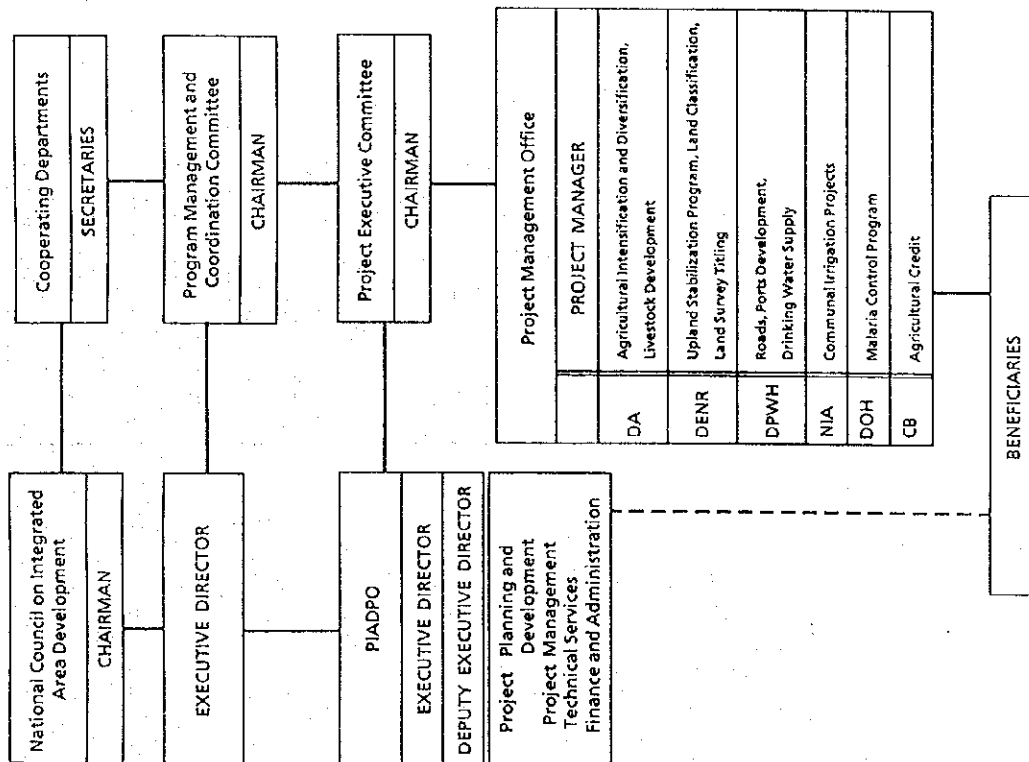 National Council on Integrated
Area Development
CHAIRMAN
Cooperating Departments
SECRETARIES
EXECUTIVE DIRECTOR
Program Management and
Coordination Committee
CHAIRMAN
PIADPO
EXECUTIVE DIRECTOR
DEPUTY EXECUTIVE DIRECTOR
Project Executive Committee
CHAIRMAN
Project Planning and
Development
Project Management
Technical Services
Finance and Administration
Project Management Office
PROJECT MANAGER
DA
Agricultural Intensification and Diversification,
Livestock Development
DENR
Upland Stabilization Program, Land Classification,
Land Survey Titling
DPWH
Roads, Ports Development,
Drinking Water Supply
NIA
Communal Irrigation Projects
DOH
Malaria Control Program
CB
Agricultural Credit
BENEFICIARIES